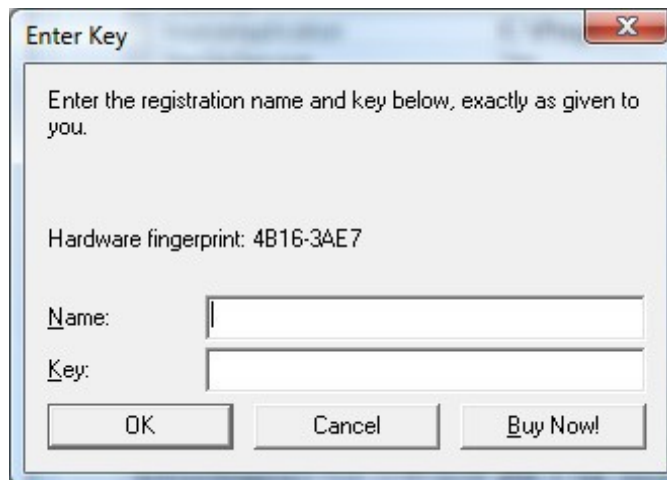 Enter Key
Enter the registration name and key below, exactly as given to
you.
Hardware fingerprint: 4B16-3AE7
Name:
Key:
OK Cancel Buy Now!